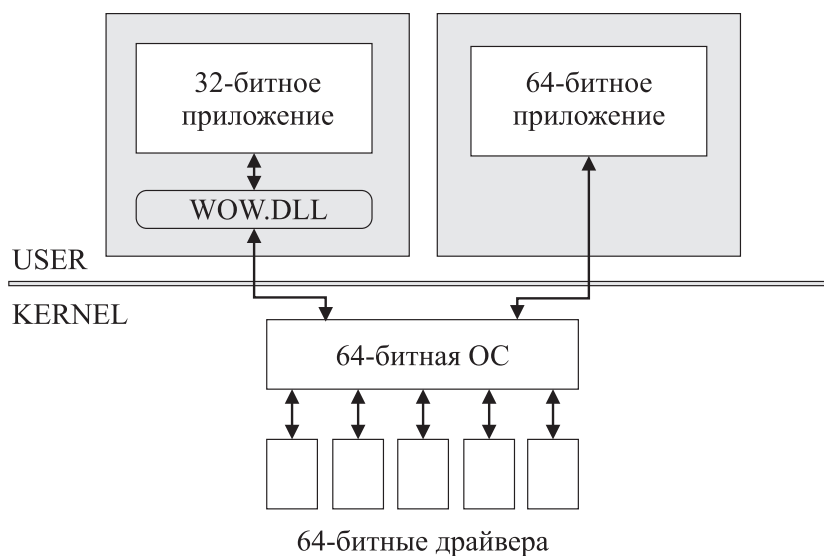 32-битное
приложение
64-битное
приложение
WOW.DLL
USER
KERNEL
64-битная ОС
64-битные драйвера